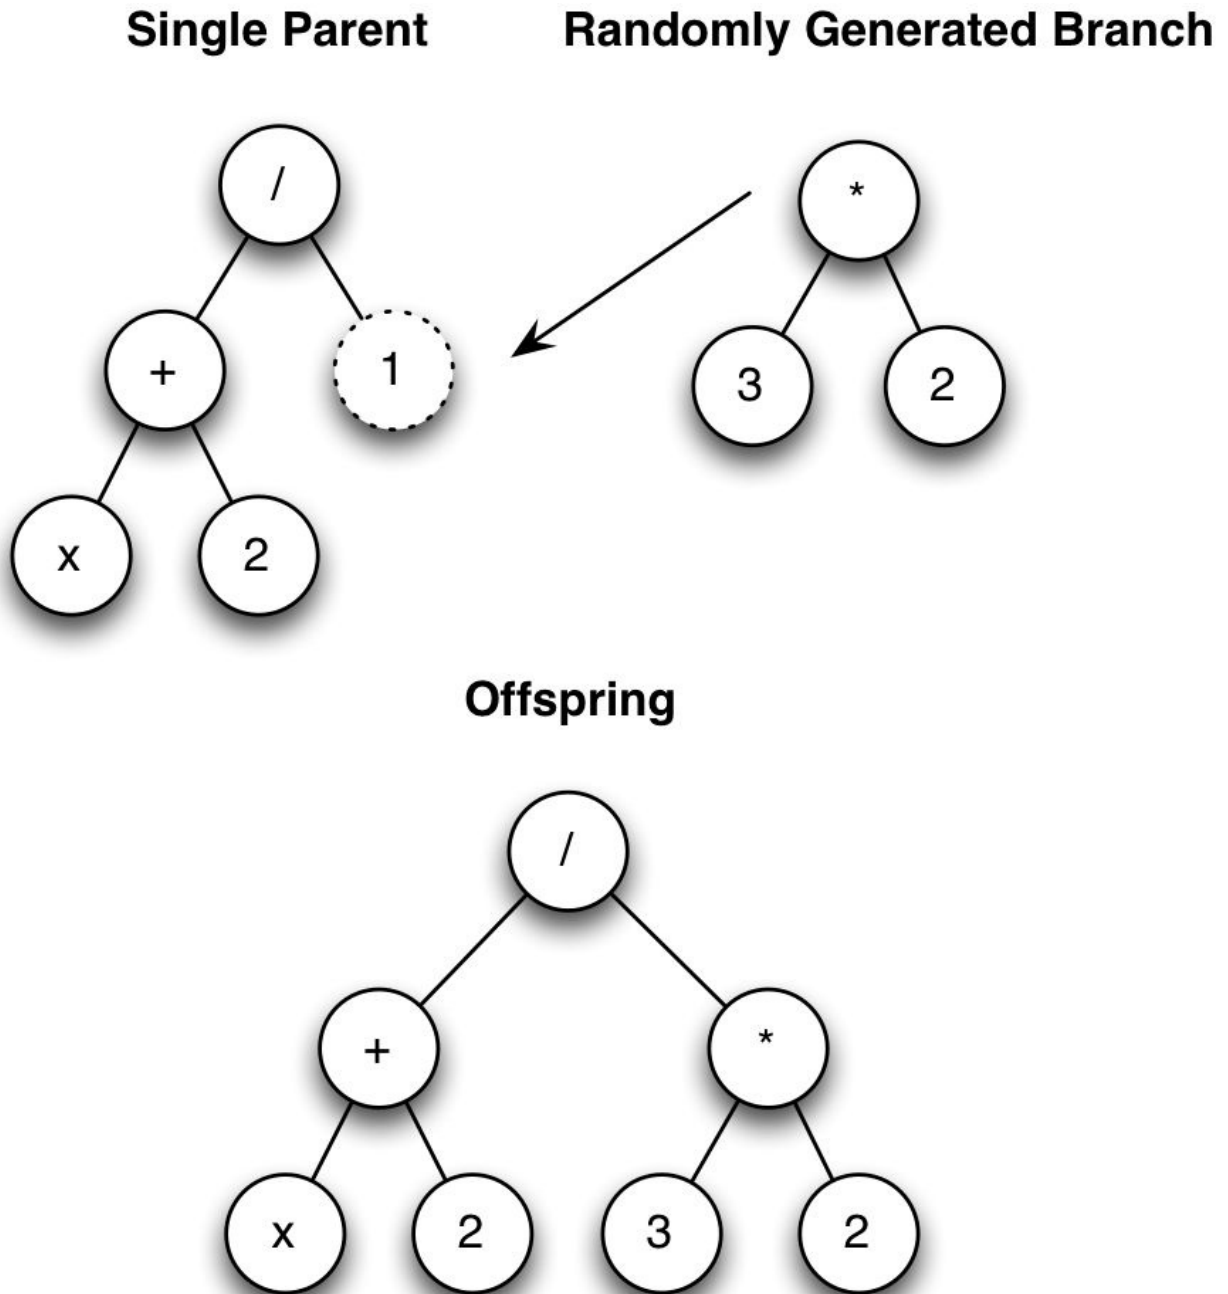 Single Parent
Randomly Generated Branch
/
*
+
1
3
2
x
2
Offspring
/
+
*
x
2
3
2